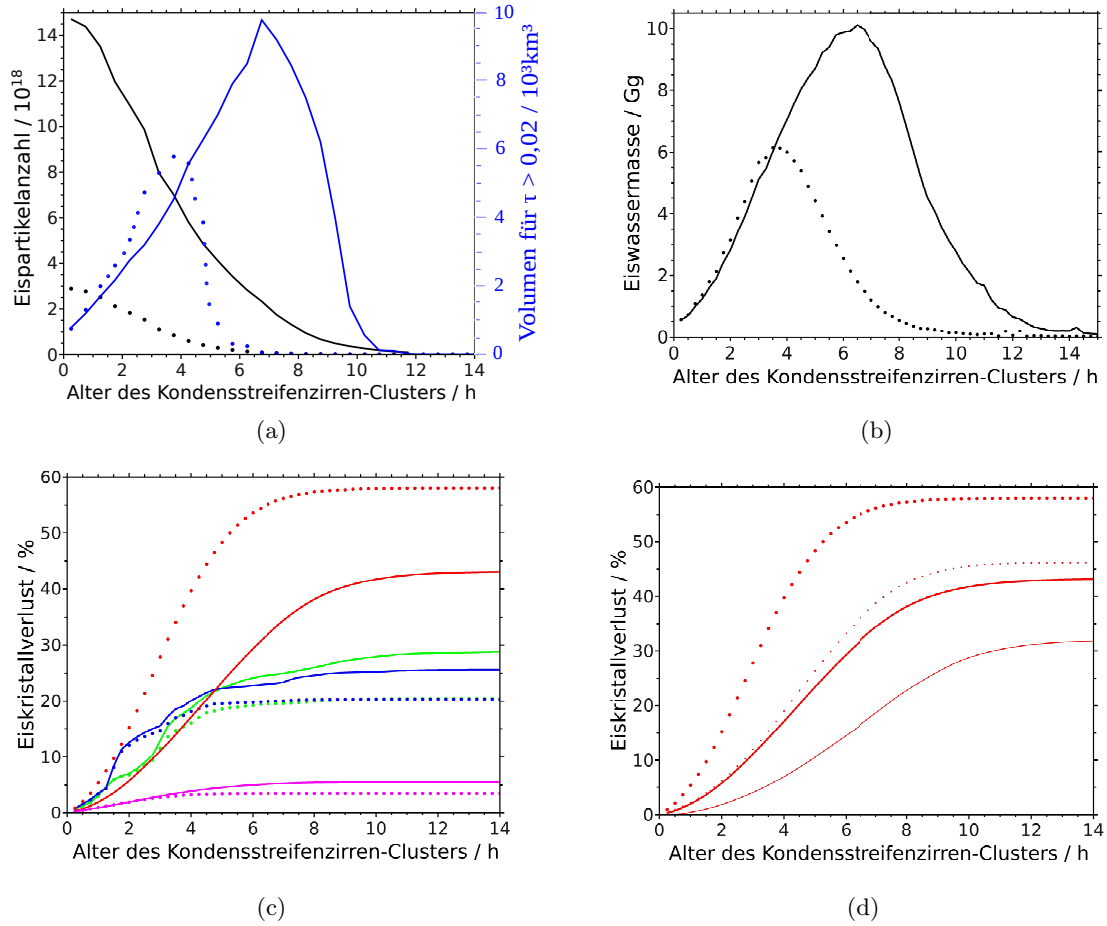 14
12
10
8
6
4
2
0
0 2 4 6 8 10 12 14
10
8
6
4
2
0
Eispartikelanzahl / 10¹⁸
Volumen für τ > 0,02 / 10³km³
Alter des Kondensstreifenzirren-Clusters / h
(a)
10
8
6
4
2
0
0 2 4 6 8 10 12 14
Eiswassermasse / Gg
Alter des Kondensstreifenzirren-Clusters / h
(b)
60
50
40
30
20
10
0
0 2 4 6 8 10 12 14
Eiskristallverlust / %
Alter des Kondensstreifenzirren-Clusters / h
(c)
60
50
40
30
20
10
0
0 2 4 6 8 10 12 14
Eiskristallverlust / %
Alter des Kondensstreifenzirren-Clusters / h
(d)